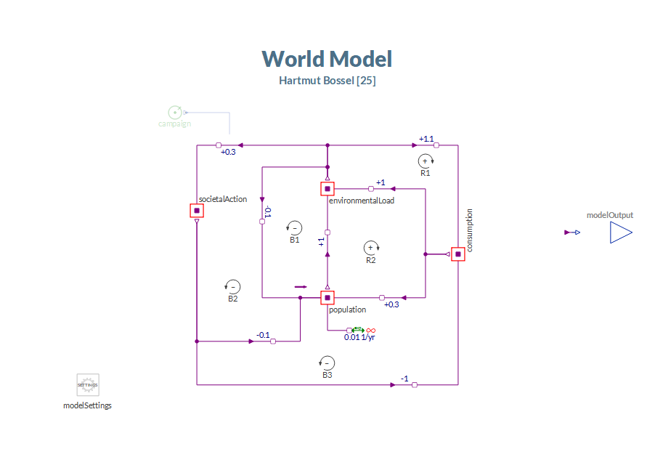 World Model
Hartmut Bossel [25]
campaign
+1.1
+0.3
R1
+1
societalAction
environmentalLoad
-0.1
consumption
modelOutput
B1
+1
R2
B2
+0.3
population
-0.1
0.01 1/yr
B3
SETTINGS
-1
modelSettings